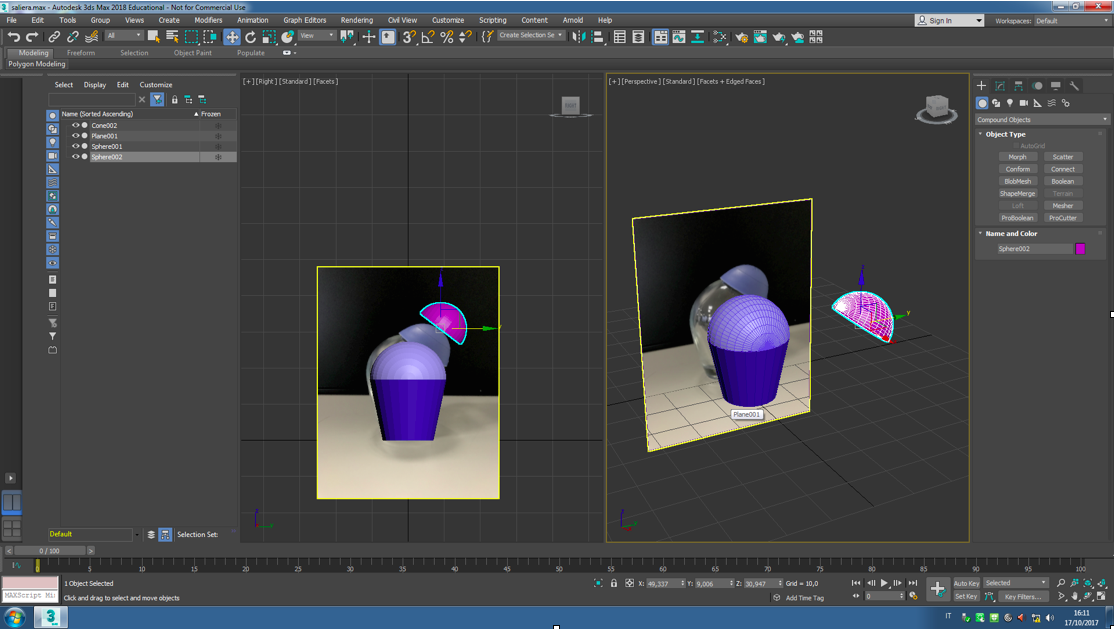 saliera.max - Autodesk 3ds Max 2018 Educational - Not for Commercial Use
File Edit Tools Group Views Create Modifiers Animation Graph Editors Rendering Civil View Customize Scripting Content Arnold Help
Sign In Workspaces: Default
All View Create Selection Se
Modeling Freeform Selection Object Paint Populate
Polygon Modeling
Select Display Edit Customize
Name (Sorted Ascending) Frozen
Cone002
Plane001
Sphere001
Sphere002
Default Selection Set:
[+] [Right] [Standard] [Facets]
[+] [Perspective] [Standard] [Facets + Edged Faces]
Plane001
Compound Objects
Object Type
AutoGrid
Morph Scatter
Conform Connect
BlobMesh Boolean
ShapeMerge Terrain
Loft Mesher
ProBoolean ProCutter
Name and Color
Sphere002
< 0 / 100 >
0 5 10 15 20 25 30 35 40 45 50 55 60 65 70 75 80 85 90 95 100
1 Object Selected
X: 49,337 Y: 9,006 Z: 30,947 Grid = 10,0
Auto Key Selected
MAXScript Mi
Click and drag to select and move objects
Add Time Tag
0
Set Key Key Filters...
IT
16:11
17/10/2017